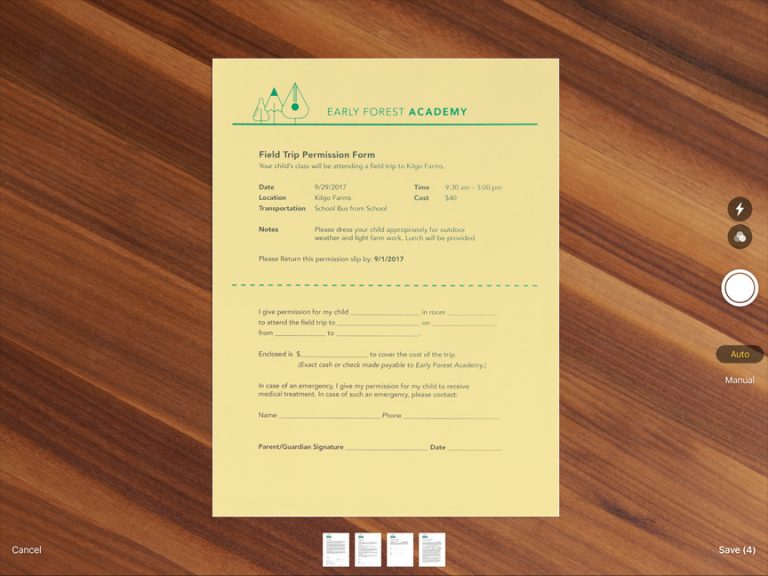 EARLY FOREST ACADEMY
Field Trip Permission Form
Your child's class will be attending a field trip to Kilgo Farms.
Date 9/29/2017 Time 9:30 am - 3:00 pm
Location Kilgo Farms Cost $40
Transportation School Bus from School
Notes Please dress your child appropriately for outdoor
weather and light farm work. Lunch will be provided.
Please Return this permission slip by: 9/1/2017
I give permission for my child ____________ in room ____________
to attend the field trip to ____________ on ____________
from ____________ to ____________.
Enclosed is $____________ to cover the cost of the trip.
(Exact cash or check made payable to Early Forest Academy.)
In case of an emergency, I give my permission for my child to receive
medical treatment. In case of such an emergency, please contact:
Name ____________ Phone ____________
Parent/Guardian Signature ____________ Date ____________
Auto
Manual
Cancel
Save (4)